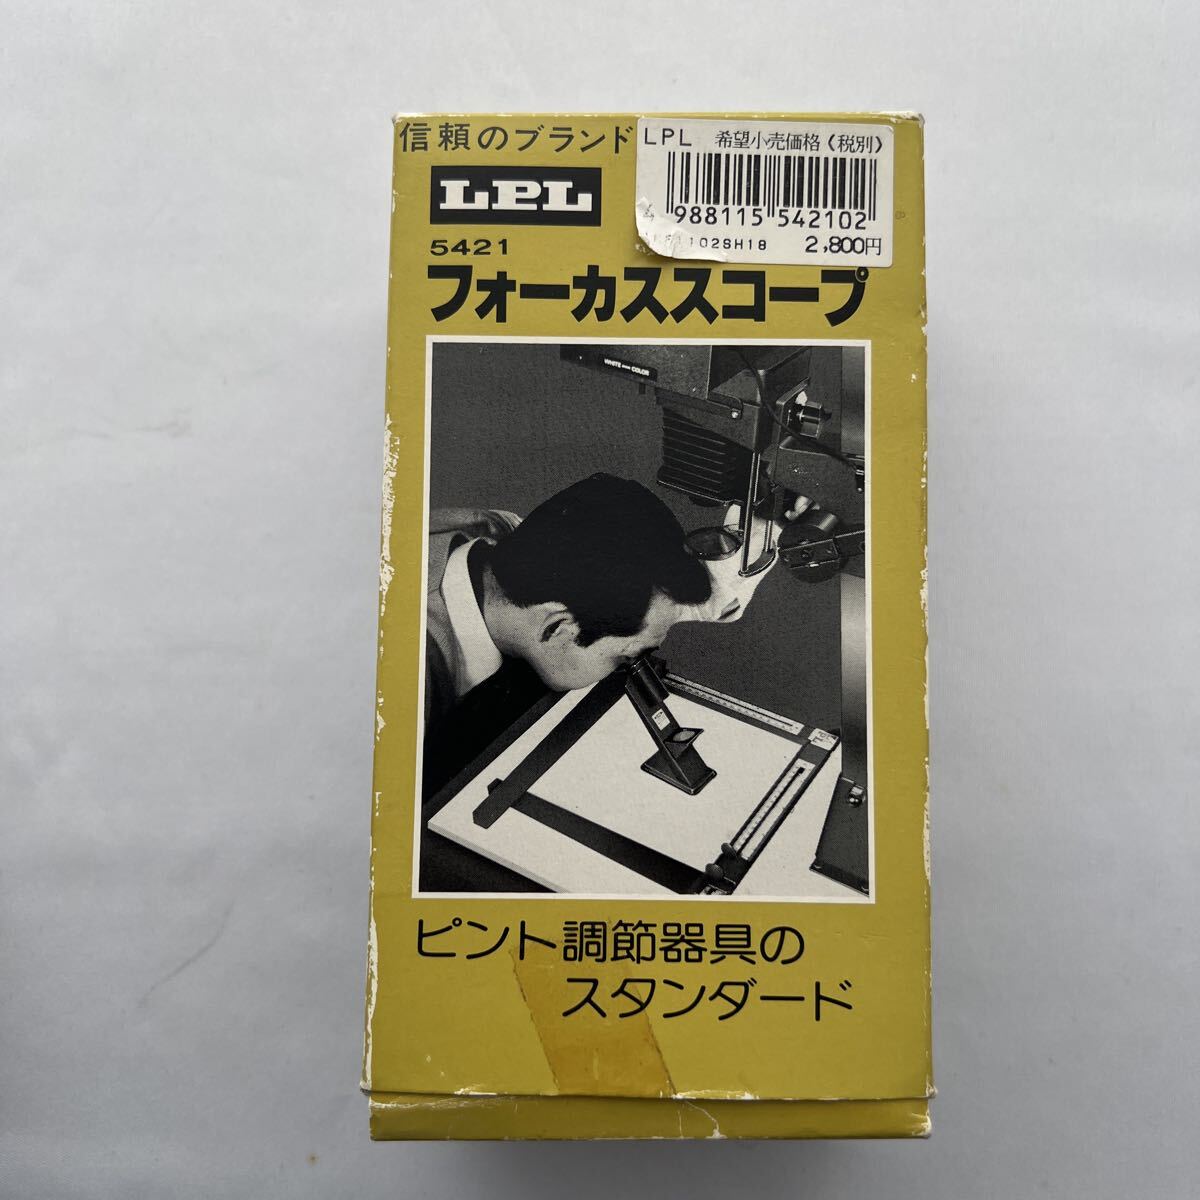 信頼のブランド
LPL
5421
フォーカススコープ
LPL 希望小売価格(税別)
988115 542102
102SH18 2,800円
WHITE COLOR
ピント調節器具の
スタンダード